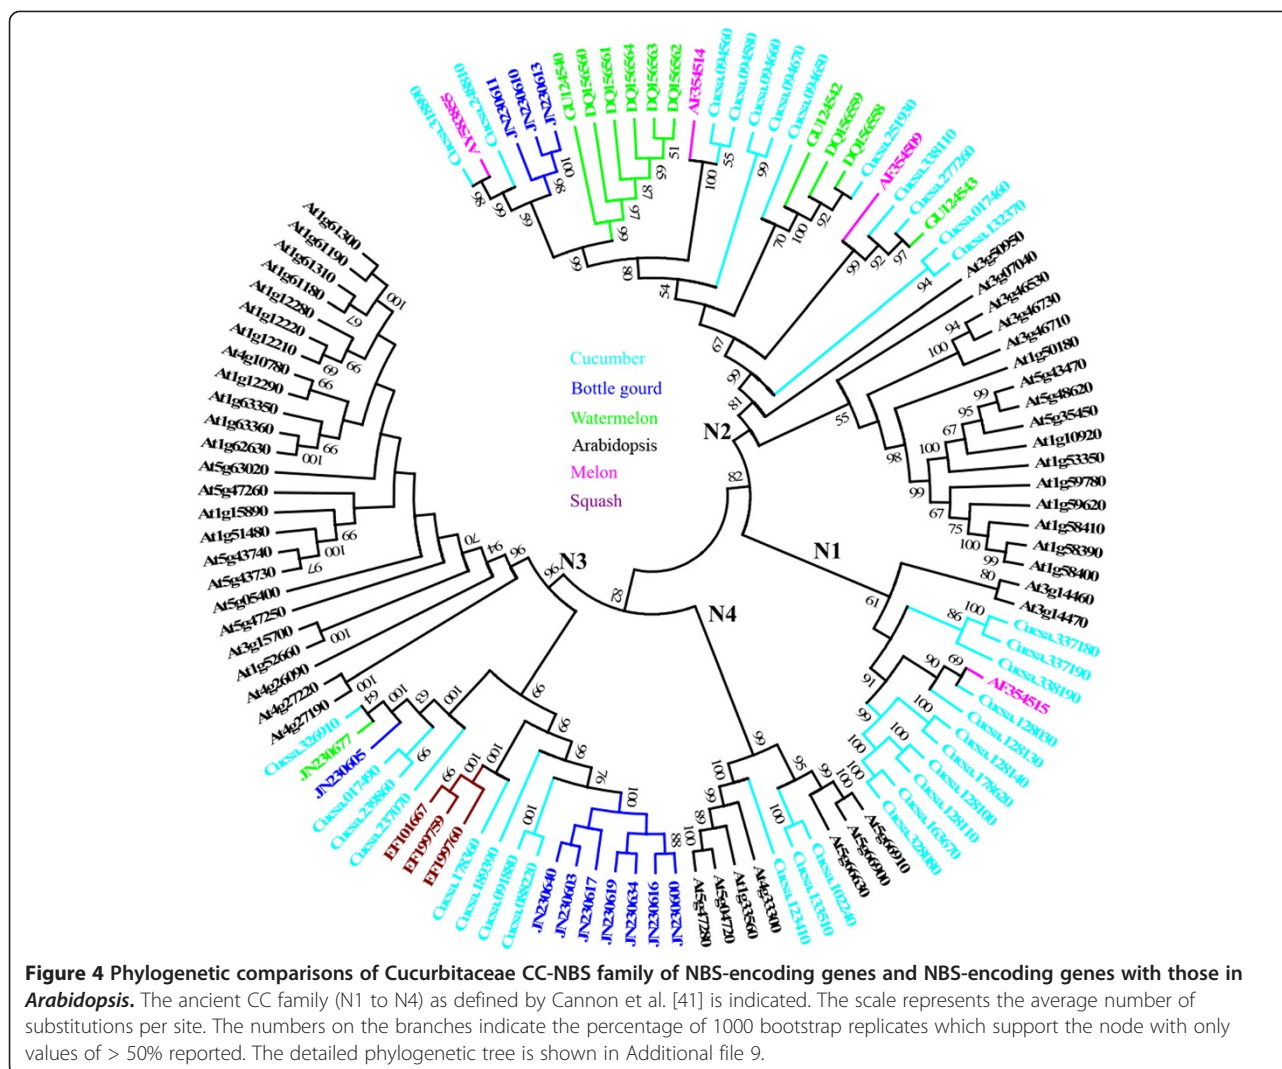 Cucsa.318890
AY583855
Cucsa.248810
JN230611
JN230610
JN230613
GU124540
DQ156560
DQ156561
DQ156564
DQ156563
DQ156562
AF354514
Cucsa.094560
Cucsa.094580
Cucsa.094660
Cucsa.094670
Cucsa.094650
GU124542
DQ156559
DQ156558
Cucsa.251930
AF354509
Cucsa.338110
Cucsa.277260
GU124543
Cucsa.017460
Cucsa.132370
At3g50950
At3g07040
At3g46530
At3g46730
At3g46710
At1g50180
At5g43470
At5g48620
At5g35450
At1g10920
At1g53350
At1g59780
At1g59620
At1g58410
At1g58390
At1g58400
At3g14460
At3g14470
Cucsa.337180
Cucsa.337190
Cucsa.338190
AF354515
Cucsa.128030
Cucsa.128130
Cucsa.128140
Cucsa.178620
Cucsa.128100
Cucsa.128110
Cucsa.163670
Cucsa.328080
At5g66910
At5g66900
At5g66630
Cucsa.102240
Cucsa.133510
Cucsa.123410
At4g33300
At1g33560
At5g04720
At5g47280
JN230600
JN230616
JN230634
JN230619
JN230617
JN230603
JN230640
Cucsa.088220
Cucsa.091880
Cucsa.189390
Cucsa.178360
EF199760
EF199759
EF101667
Cucsa.237070
Cucsa.239860
Cucsa.017490
JN230605
JN230677
Cucsa.326910
At4g27190
At4g27220
At4g26090
At1g52660
At3g15700
At5g47250
At5g05400
At5g43730
At5g43740
At1g51480
At1g15890
At5g47260
At5g63020
At1g62630
At1g63360
At1g63350
At1g12290
At4g10780
At1g12210
At1g12220
At1g12280
At1g61180
At1g61310
At1g61190
At1g61300
Cucumber
Bottle gourd
Watermelon
Arabidopsis
Melon
Squash
N2
N1
N3
N4
Figure 4 Phylogenetic comparisons of Cucurbitaceae CC-NBS family of NBS-encoding genes and NBS-encoding genes with those in
Arabidopsis. The ancient CC family (N1 to N4) as defined by Cannon et al. [41] is indicated. The scale represents the average number of
substitutions per site. The numbers on the branches indicate the percentage of 1000 bootstrap replicates which support the node with only
values of > 50% reported. The detailed phylogenetic tree is shown in Additional file 9.